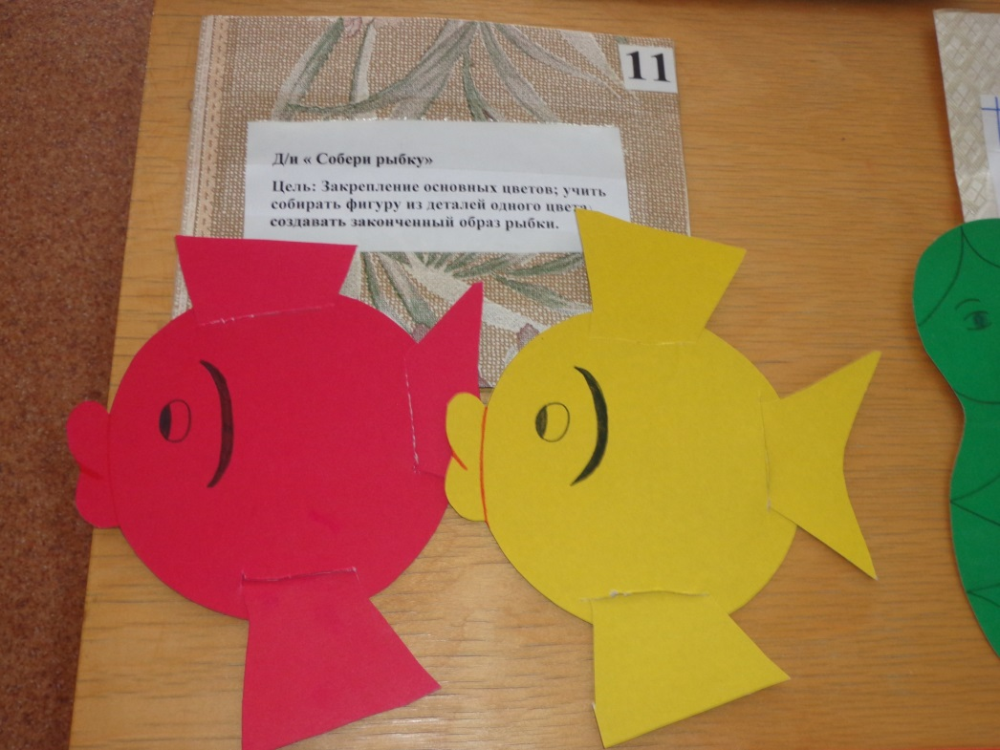 11
Д/и « Собери рыбку»
Цель: Закрепление основных цветов; учить
собирать фигуру из деталей одного цвета;
создавать законченный образ рыбки.